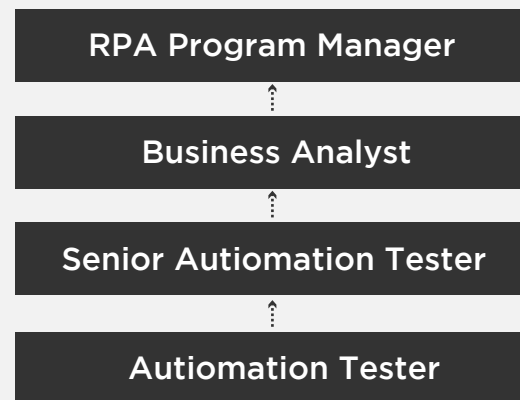 RPA Program Manager
Business Analyst
Senior Autiomation Tester
Autiomation Tester